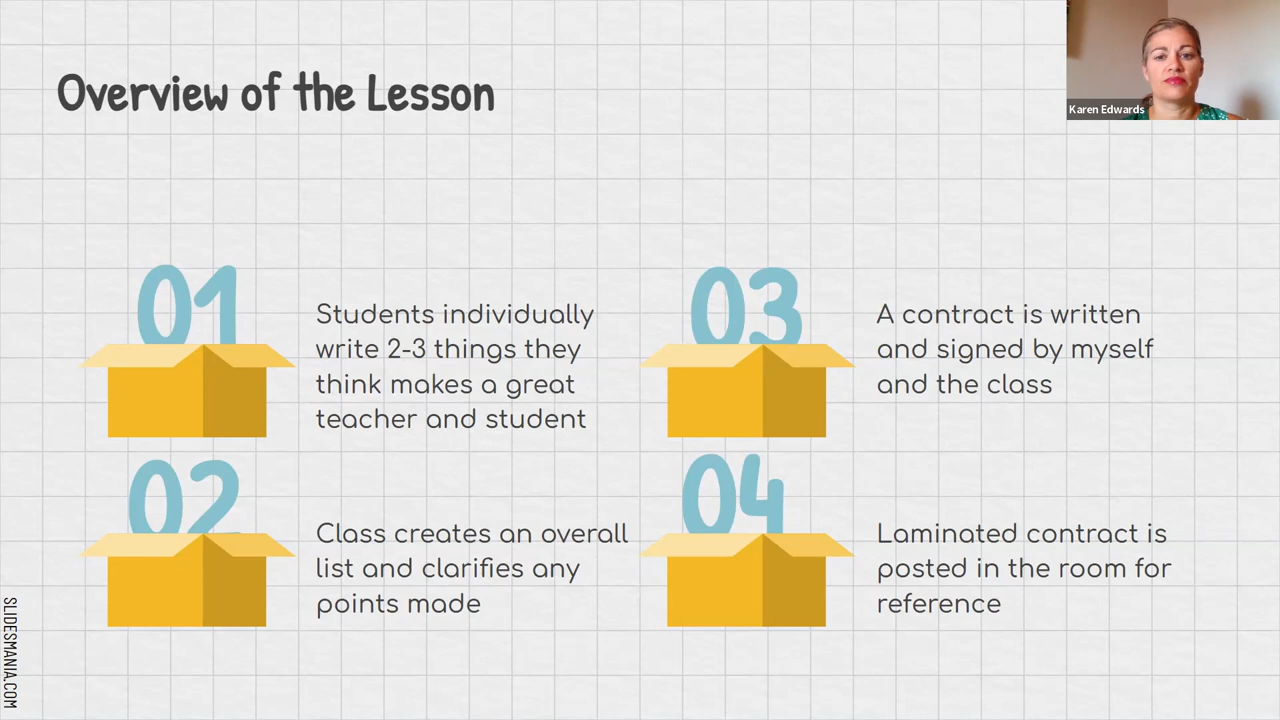 Overview of the Lesson
Karen Edwards
01
Students individually
write 2-3 things they
think makes a great
teacher and student
02
Class creates an overall
list and clarifies any
points made
03
A contract is written
and signed by myself
and the class
04
Laminated contract is
posted in the room for
reference
SLIDESMANIA.COM